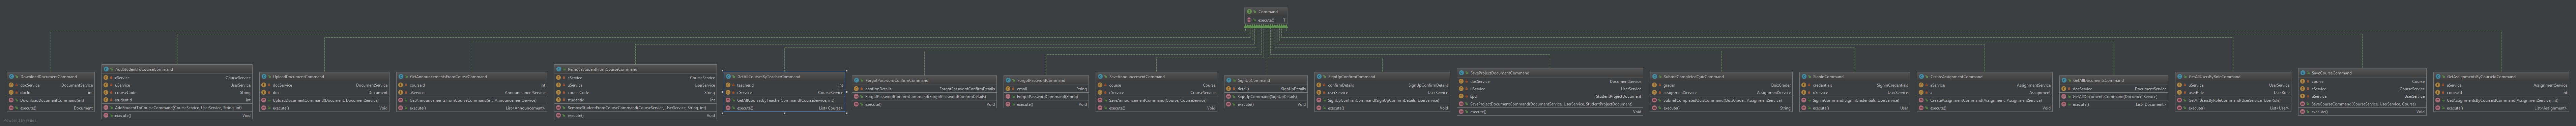 Command
execute() T
DownloadDocumentCommand
docService DocumentService
docId int
DownloadDocumentCommand(int)
execute() Document
AddStudentToCourseCommand
cService CourseService
uService UserService
courseCode String
studentId int
AddStudentToCourseCommand(CourseService, UserService, String, int)
execute() Void
UploadDocumentCommand
docService DocumentService
doc Document
UploadDocumentCommand(Document, DocumentService)
execute() Void
GetAnnouncementsFromCourseCommand
courseId int
aService AnnouncementService
GetAnnouncementsFromCourseCommand(int, AnnouncementService)
execute() List<Announcement>
RemoveStudentFromCourseCommand
cService CourseService
uService UserService
courseCode String
studentId int
RemoveStudentFromCourseCommand(CourseService, UserService, String, int)
execute() Void
GetAllCoursesByTeacherCommand
teacherId int
cService CourseService
GetAllCoursesByTeacherCommand(CourseService, int)
execute() List<Course>
ForgotPasswordConfirmCommand
confirmDetails ForgotPasswordConfirmDetails
ForgotPasswordConfirmCommand(ForgotPasswordConfirmDetails)
execute() Void
ForgotPasswordCommand
email String
ForgotPasswordCommand(String)
execute() Void
SaveAnnouncementCommand
course Course
cService CourseService
SaveAnnouncementCommand(Course, CourseService)
execute() Void
SignUpCommand
details SignUpDetails
SignUpCommand(SignUpDetails)
execute() Void
SignUpConfirmCommand
confirmDetails SignUpConfirmDetails
userService UserService
SignUpConfirmCommand(SignUpConfirmDetails, UserService)
execute() Void
SaveProjectDocumentCommand
docService DocumentService
uService UserService
spd StudentProjectDocument
SaveProjectDocumentCommand(DocumentService, UserService, StudentProjectDocument)
execute() Void
SubmitCompletedQuizCommand
grader QuizGrader
assignmentService AssignmentService
SubmitCompletedQuizCommand(QuizGrader, AssignmentService)
execute() String
SignInCommand
credentials SignInCredentials
uService UserService
SignInCommand(SignInCredentials, UserService)
execute() User
CreateAssignmentCommand
aService AssignmentService
a Assignment
CreateAssignmentCommand(Assignment, AssignmentService)
execute() Void
GetAllDocumentsCommand
docService DocumentService
GetAllDocumentsCommand(DocumentService)
execute() List<Document>
GetAllUsersByRoleCommand
uService UserService
userRole UserRole
GetAllUsersByRoleCommand(UserService, UserRole)
execute() List<User>
SaveCourseCommand
course Course
cService CourseService
uService UserService
SaveCourseCommand(CourseService, UserService, Course)
execute() Void
GetAssignmentsByCourseIdCommand
aService AssignmentService
courseId int
GetAssignmentsByCourseIdCommand(AssignmentService, int)
execute() List<Assignment>